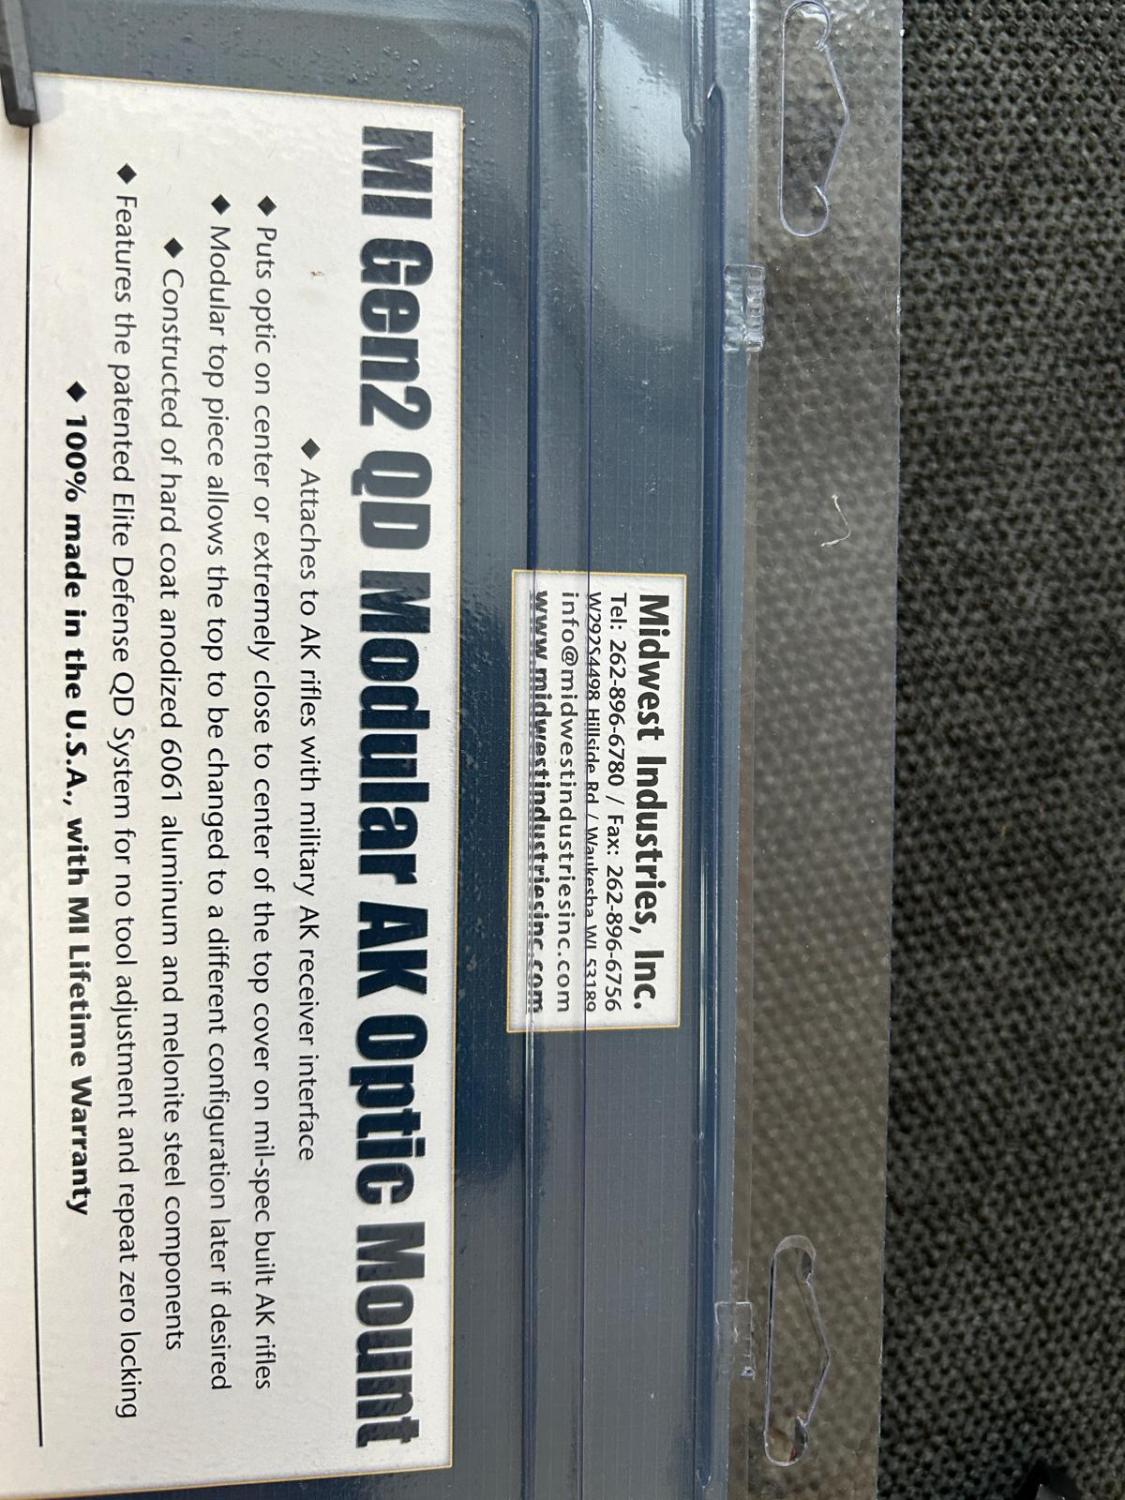 Midwest Industries, Inc.
Tel: 262-896-6780 / Fax: 262-896-6756
W292S4498 Hillside Rd / Waukesha WI 53189
info@midwestindustriesinc.com
www.midwestindustriesinc.com
MI Gen2 QD Modular AK Optic Mount
◆ Attaches to AK rifles with military AK receiver interface
◆ Puts optic on center or extremely close to center of the top cover on mil-spec built AK rifles
◆ Modular top piece allows the top to be changed to a different configuration later if desired
◆ Constructed of hard coat anodized 6061 aluminum and melonite steel components
◆ Features the patented Elite Defense QD System for no tool adjustment and repeat zero locking
◆ 100% made in the U.S.A., with MI Lifetime Warranty